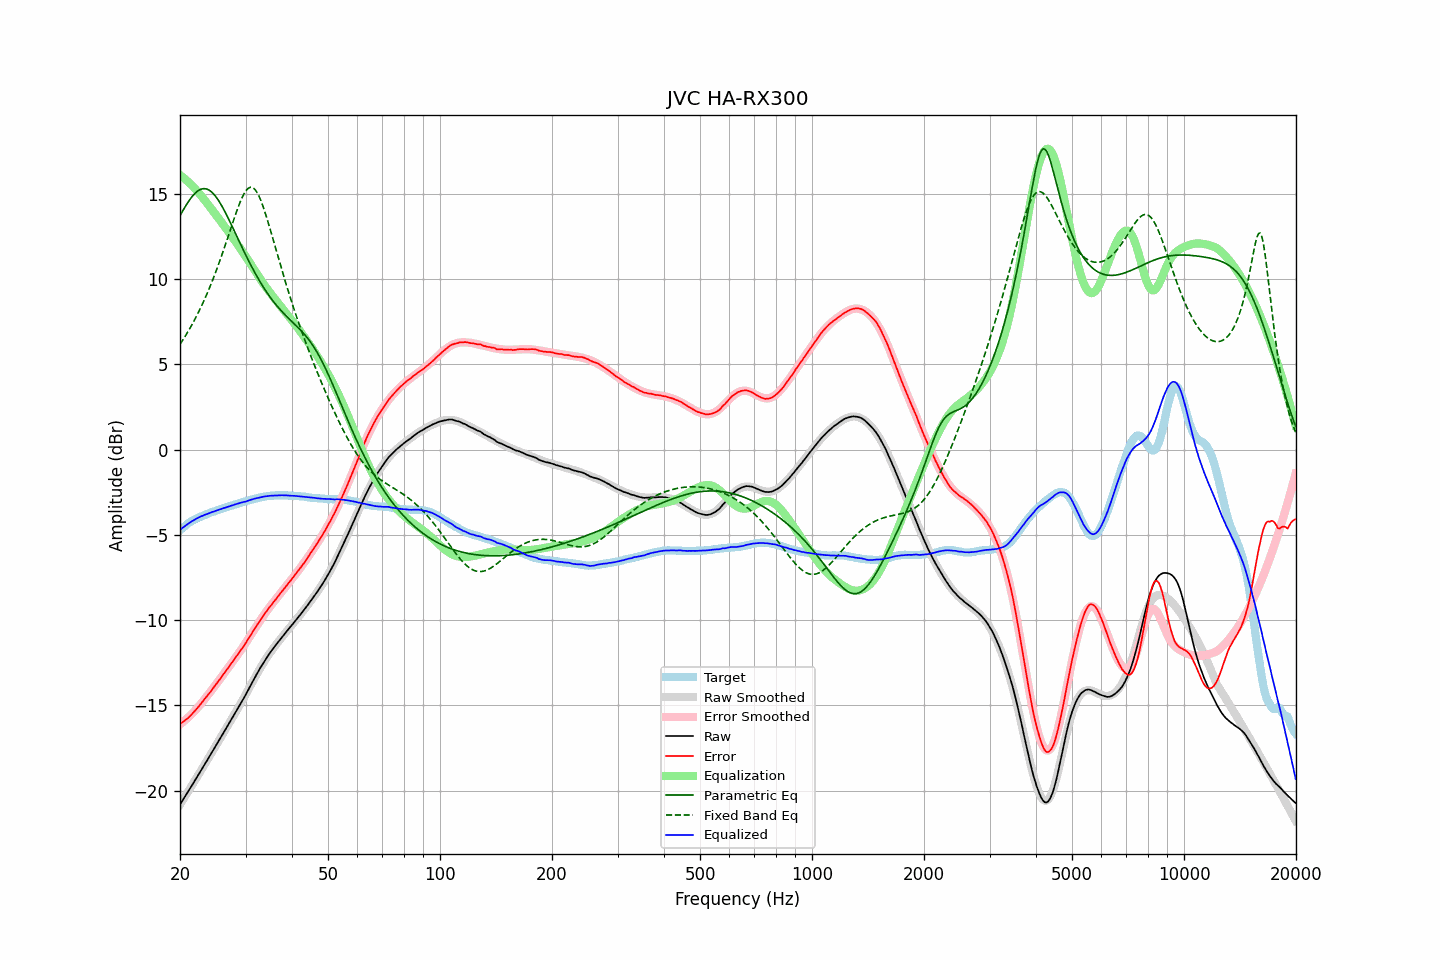 JVC HA-RX300
Amplitude (dBr)
15
10
5
0
−5
−10
−15
−20
Target
Raw Smoothed
Error Smoothed
Raw
Error
Equalization
Parametric Eq
Fixed Band Eq
Equalized
20 50 100 200 500 1000 2000 5000 10000 20000
Frequency (Hz)